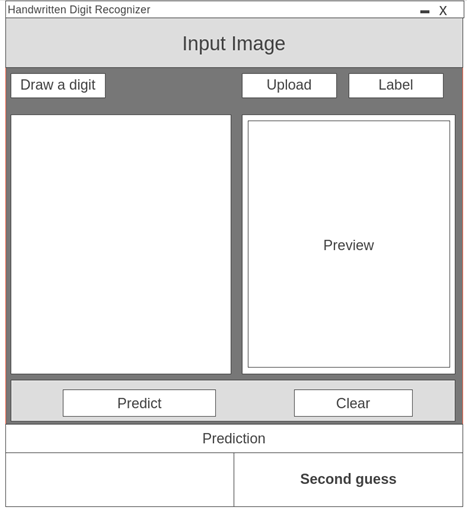 Handwritten Digit Recognizer
X
Input Image
Draw a digit
Upload
Label
Preview
Predict
Clear
Prediction
Second guess